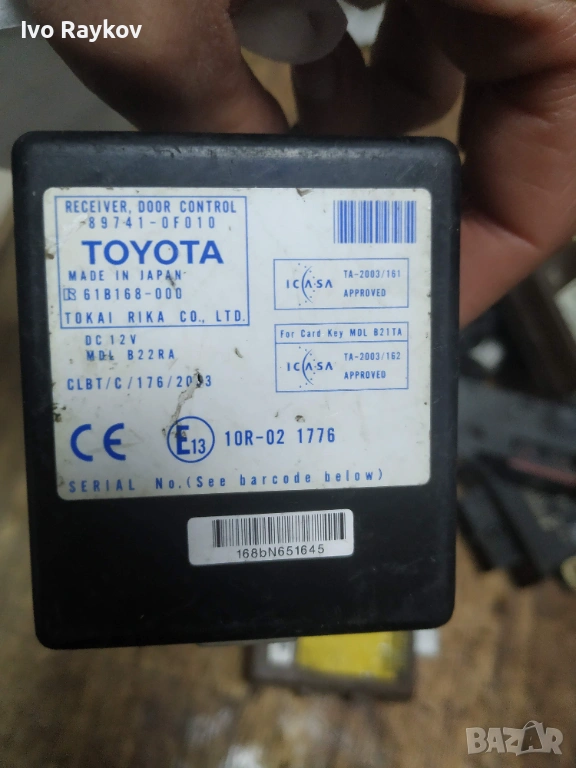 Ivo Raykov
RECEIVER, DOOR CONTROL
89741-0F010
TOYOTA
MADE IN JAPAN
R 61B168-000
TOKAI RIKA CO., LTD.
DC 12V
MDL B22RA
CLBT/C/176/2003
ICASA TA-2003/161
APPROVED
For Card Key MDL B21TA
ICASA TA-2003/162
APPROVED
CE E13 10R-02 1776
SERIAL No.(See barcode below)
168bN651645
BAZAR